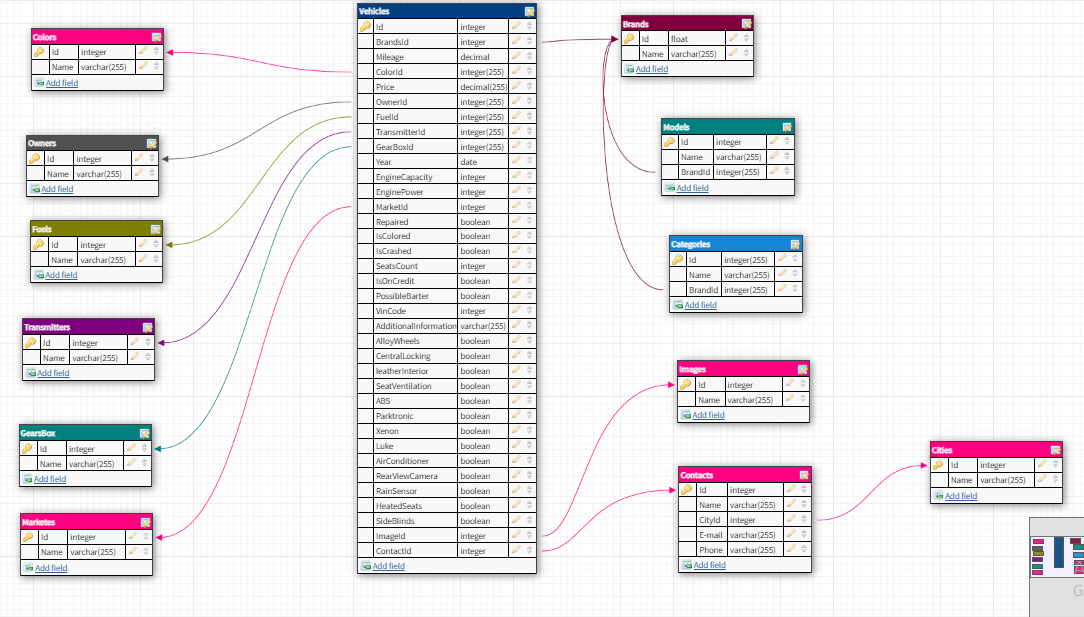 Colors
Id integer
Name varchar(255)
Add field
Owners
Id integer
Name varchar(255)
Add field
Fuels
Id integer
Name varchar(255)
Add field
Transmitters
Id integer
Name varchar(255)
Add field
GearsBox
Id integer
Name varchar(255)
Add field
Marketes
Id integer
Name varchar(255)
Add field
Vehicles
Id integer
BrandsId integer
Mileage decimal
ColorId integer(255)
Price decimal(255)
OwnerId integer(255)
FuelId integer(255)
TransmiterId integer(255)
GearBoxId integer(255)
Year date
EngineCapacity integer
EnginePower integer
MarketId integer
Repaired boolean
IsColored boolean
IsCrashed boolean
SeatsCount integer
IsOnCredit boolean
PossibleBarter boolean
VinCode integer
AdditionalInformation varchar(255)
AlloyWheels boolean
CentralLocking boolean
leatherInterior boolean
SeatVentilation boolean
ABS boolean
Parktronic boolean
Xenon boolean
Luke boolean
AirConditioner boolean
RearViewCamera boolean
RainSensor boolean
HeatedSeats boolean
SideBlinds boolean
ImageId integer
ContactId integer
Add field
Brands
Id float
Name varchar(255)
Add field
Models
Id integer
Name varchar(255)
BrandId integer(255)
Add field
Categories
Id integer(255)
Name varchar(255)
BrandId integer(255)
Add field
Images
Id integer
Name varchar(255)
Add field
Contacts
Id integer
Name varchar(255)
CityId integer
E-mail varchar(255)
Phone varchar(255)
Add field
Cities
Id integer
Name varchar(255)
Add field